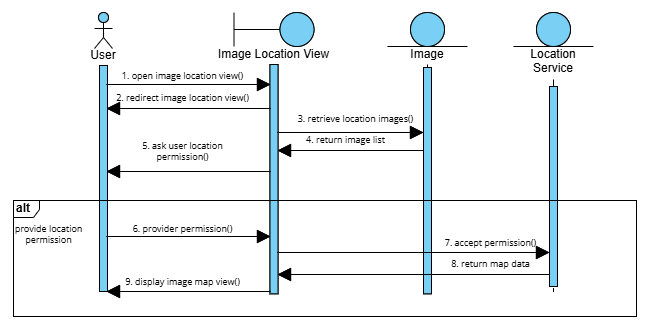 User
Image Location View
Image
Location
Service
1. open image location view()
2. redirect image location view()
3. retrieve location images()
4. return image list
5. ask user location
permission()
alt
provide location
permission
6. provider permission()
7. accept permission()
8. return map data
9. display image map view()